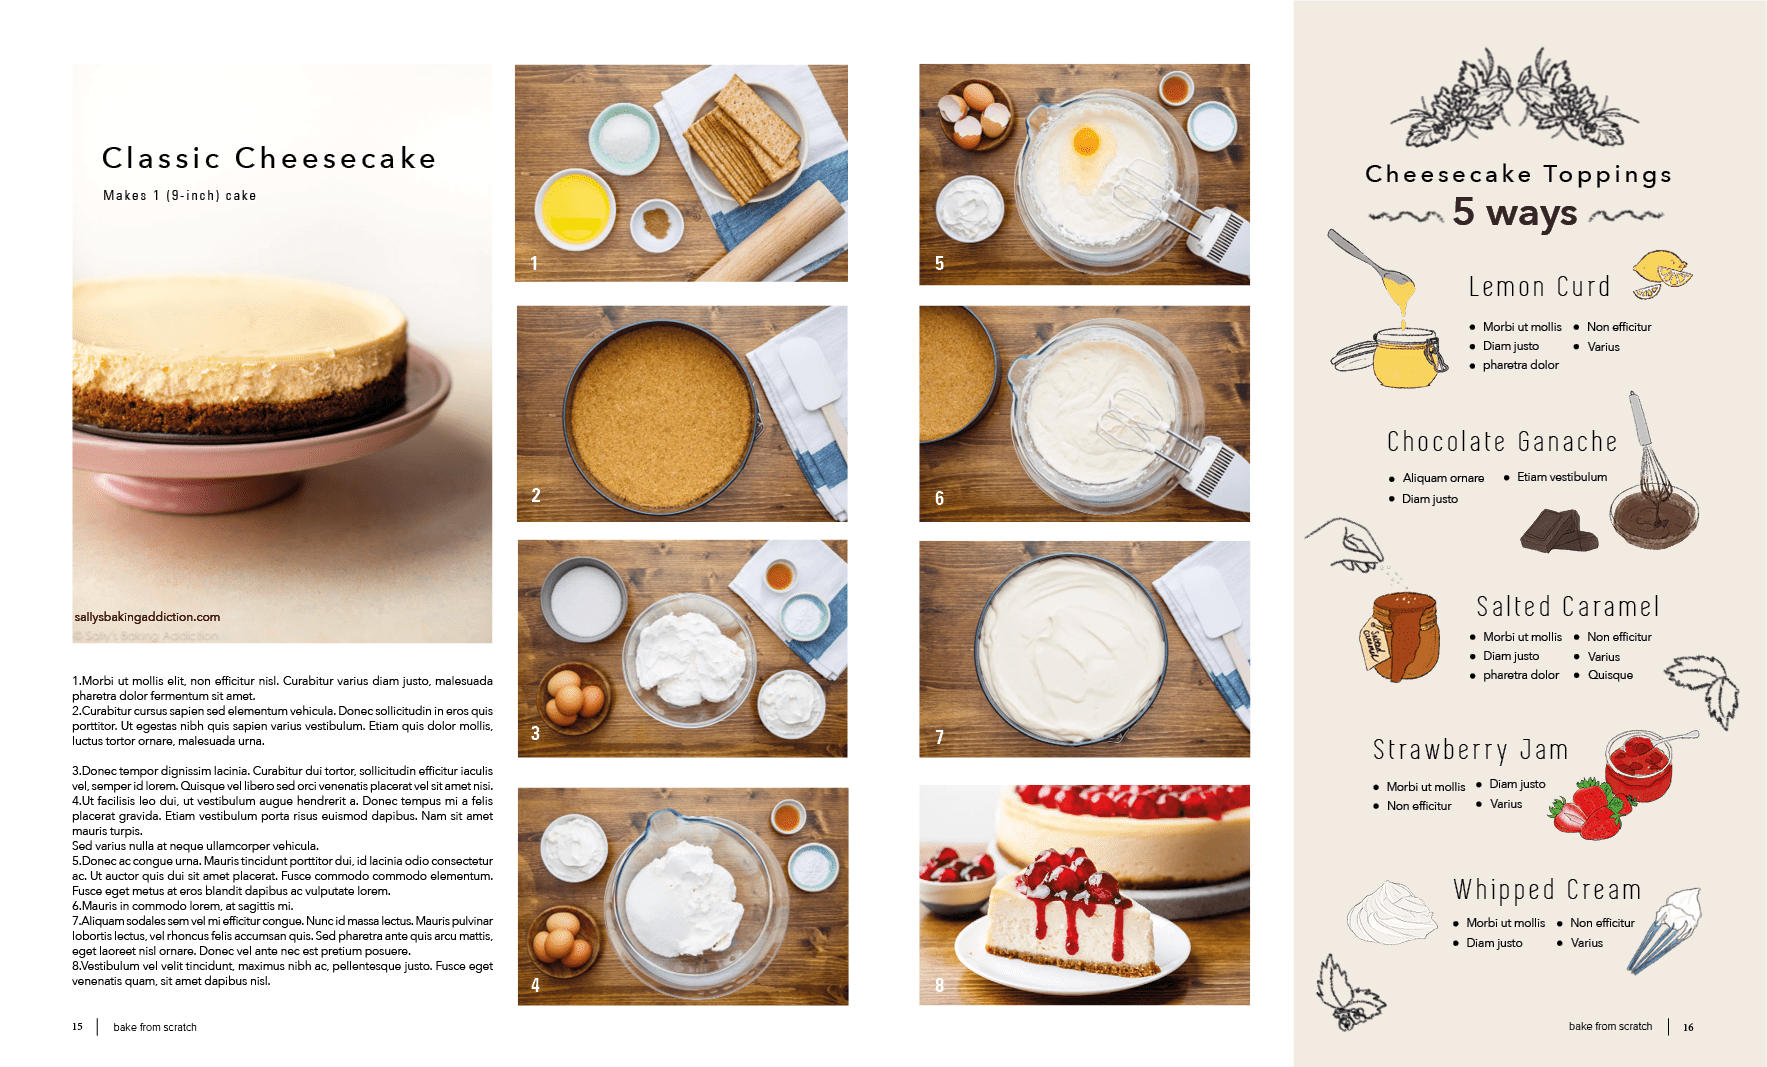 Classic Cheesecake
Makes 1 (9-inch) cake
sallysbakingaddiction.com
© Sally's Baking Addiction
1.Morbi ut mollis elit, non efficitur nisl. Curabitur varius diam justo, malesuada
pharetra dolor fermentum sit amet.
2.Curabitur cursus sapien sed elementum vehicula. Donec sollicitudin in eros quis
porttitor. Ut egestas nibh quis sapien varius vestibulum. Etiam quis dolor mollis,
luctus tortor ornare, malesuada urna.
3.Donec tempor dignissim lacinia. Curabitur dui tortor, sollicitudin efficitur iaculis
vel, semper id lorem. Quisque vel libero sed orci venenatis placerat vel sit amet nisi.
4.Ut facilisis leo dui, ut vestibulum augue hendrerit a. Donec tempus mi a felis
placerat gravida. Etiam vestibulum porta risus euismod dapibus. Nam sit amet
mauris turpis.
Sed varius nulla at neque ullamcorper vehicula.
5.Donec ac congue urna. Mauris tincidunt porttitor dui, id lacinia odio consectetur
ac. Ut auctor quis dui sit amet placerat. Fusce commodo commodo elementum.
Fusce eget metus at eros blandit dapibus ac vulputate lorem.
6.Mauris in commodo lorem, at sagittis mi.
7.Aliquam sodales sem vel mi efficitur congue. Nunc id massa lectus. Mauris pulvinar
lobortis lectus, vel rhoncus felis accumsan quis. Sed pharetra ante quis arcu mattis,
eget laoreet nisl ornare. Donec vel ante nec est pretium posuere.
8.Vestibulum vel velit tincidunt, maximus nibh ac, pellentesque justo. Fusce eget
venenatis quam, sit amet dapibus nisl.
15 | bake from scratch
1
2
3
4
5
6
7
8
Cheesecake Toppings
5 ways
Lemon Curd
• Morbi ut mollis • Non efficitur
• Diam justo • Varius
• pharetra dolor
Chocolate Ganache
• Aliquam ornare • Etiam vestibulum
• Diam justo
Salted Caramel
Salted
Caramel
• Morbi ut mollis • Non efficitur
• Diam justo • Varius
• pharetra dolor • Quisque
Strawberry Jam
• Morbi ut mollis • Diam justo
• Non efficitur • Varius
Whipped Cream
• Morbi ut mollis • Non efficitur
• Diam justo • Varius
bake from scratch | 16